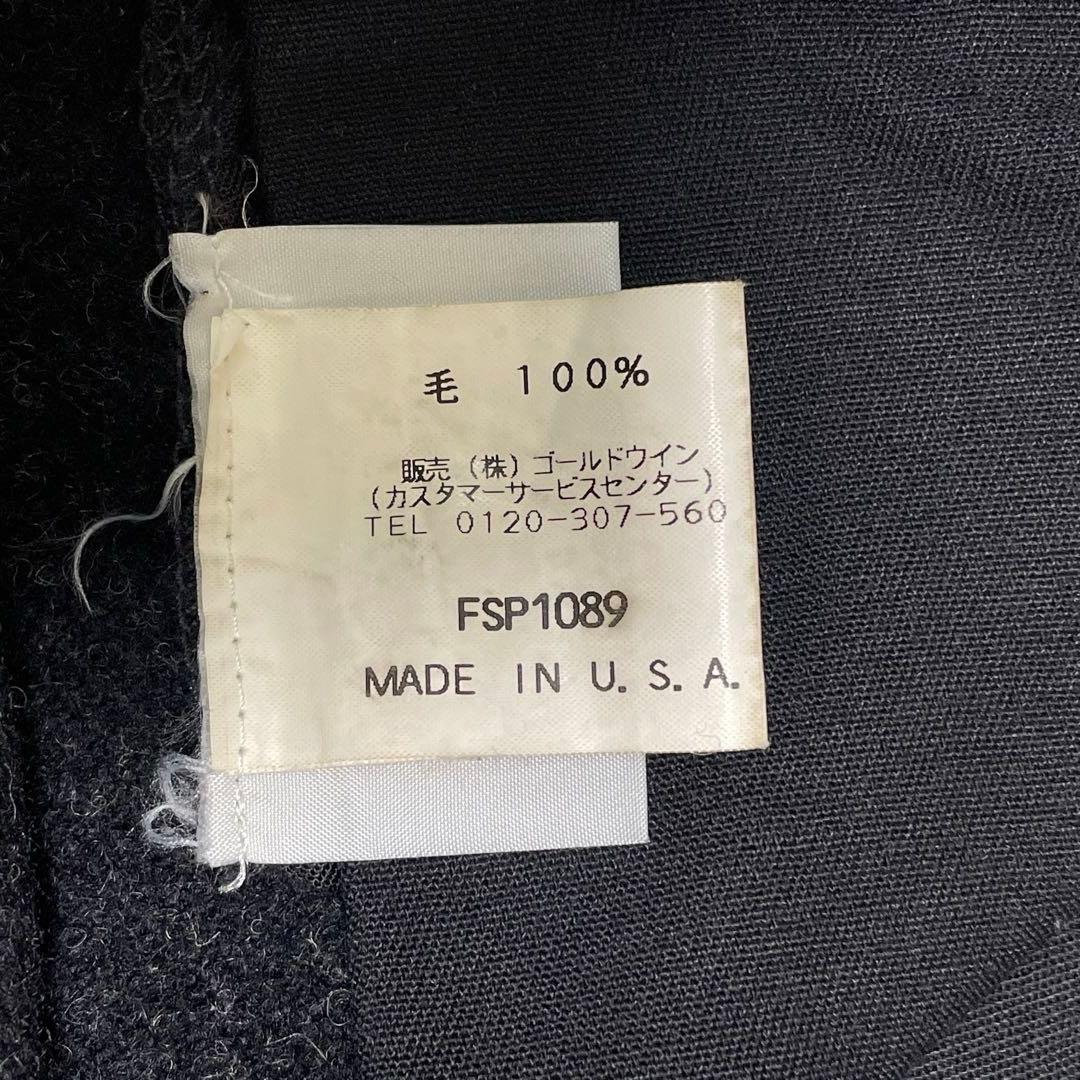 毛 100%
販売（株）ゴールドウイン
（カスタマーサービスセンター）
TEL 0120-307-560
FSP1089
MADE IN U.S.A.